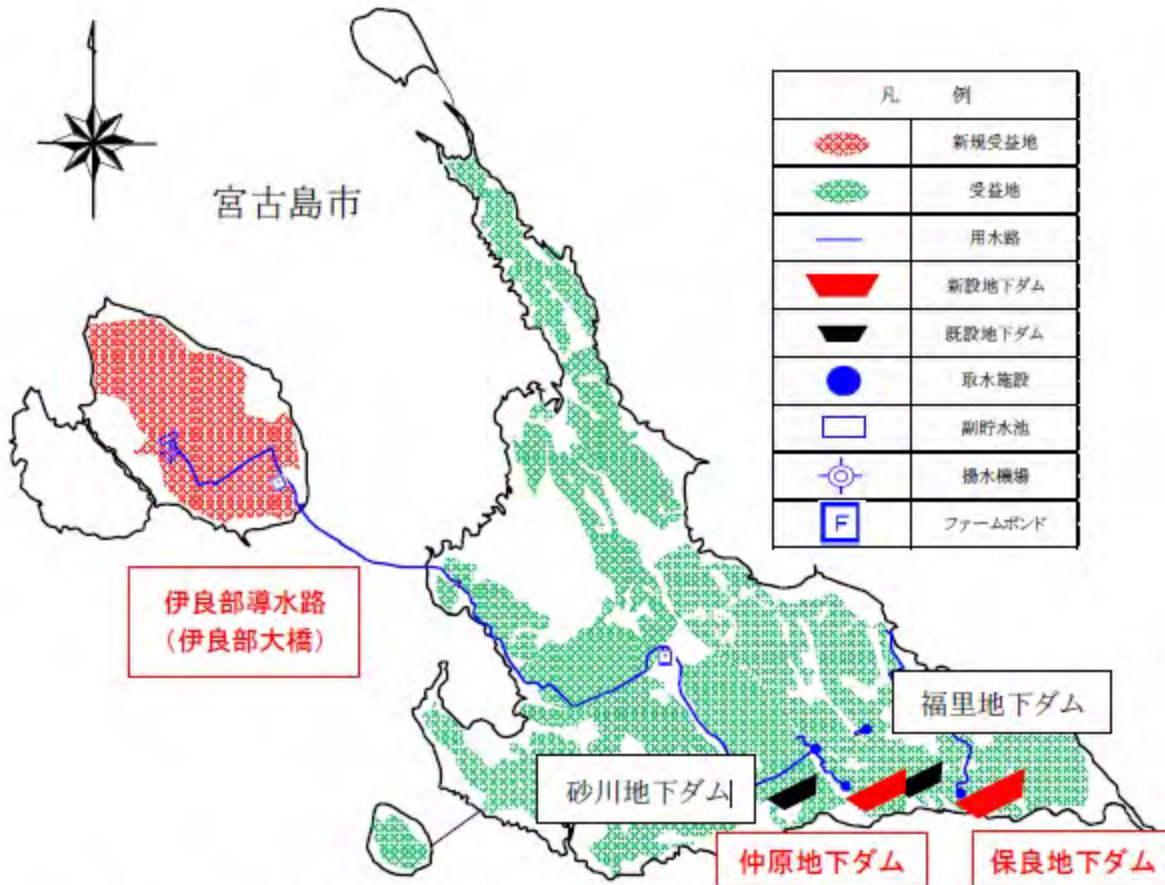 宮古島市
凡 例
新規受益地
受益地
用水路
新設地下ダム
既設地下ダム
取水施設
副貯水池
揚水機場
F
ファームポンド
伊良部導水路
(伊良部大橋)
福里地下ダム
砂川地下ダム
仲原地下ダム
保良地下ダム